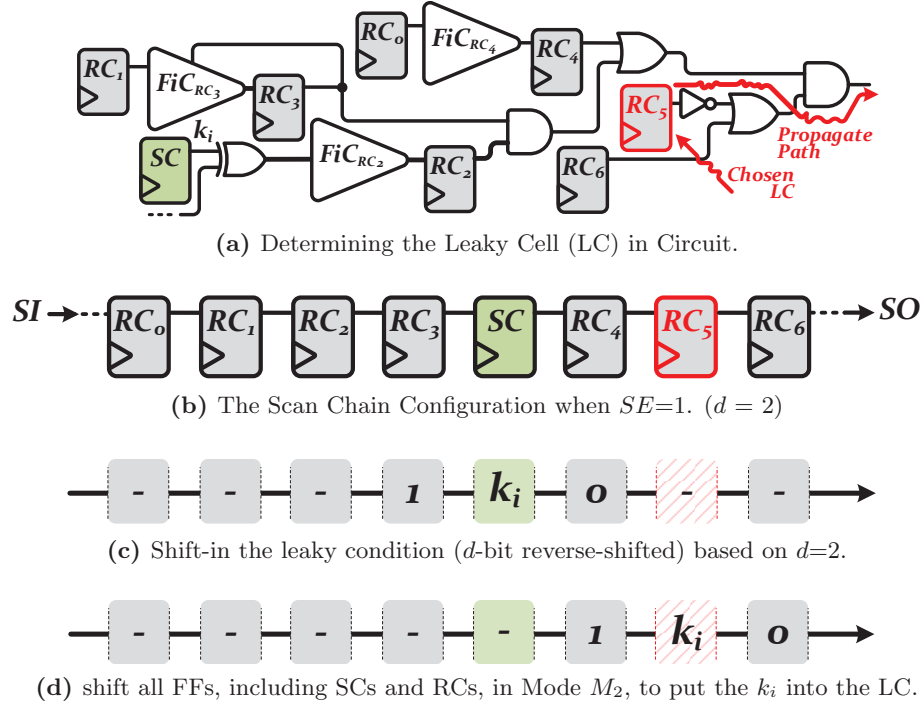 RC₀ FiC_RC₄ RC₄
RC₁ FiC_RC₃ RC₃
RC₅
Propagate
Path
SC kᵢ FiC_RC₂ RC₂ RC₆
Chosen
LC
(a) Determining the Leaky Cell (LC) in Circuit.
SI RC₀ RC₁ RC₂ RC₃ SC RC₄ RC₅ RC₆ SO
(b) The Scan Chain Configuration when SE=1. (d = 2)
- - - 1 kᵢ 0 - -
(c) Shift-in the leaky condition (d-bit reverse-shifted) based on d=2.
- - - - - 1 kᵢ 0
(d) shift all FFs, including SCs and RCs, in Mode M₂, to put the kᵢ into the LC.